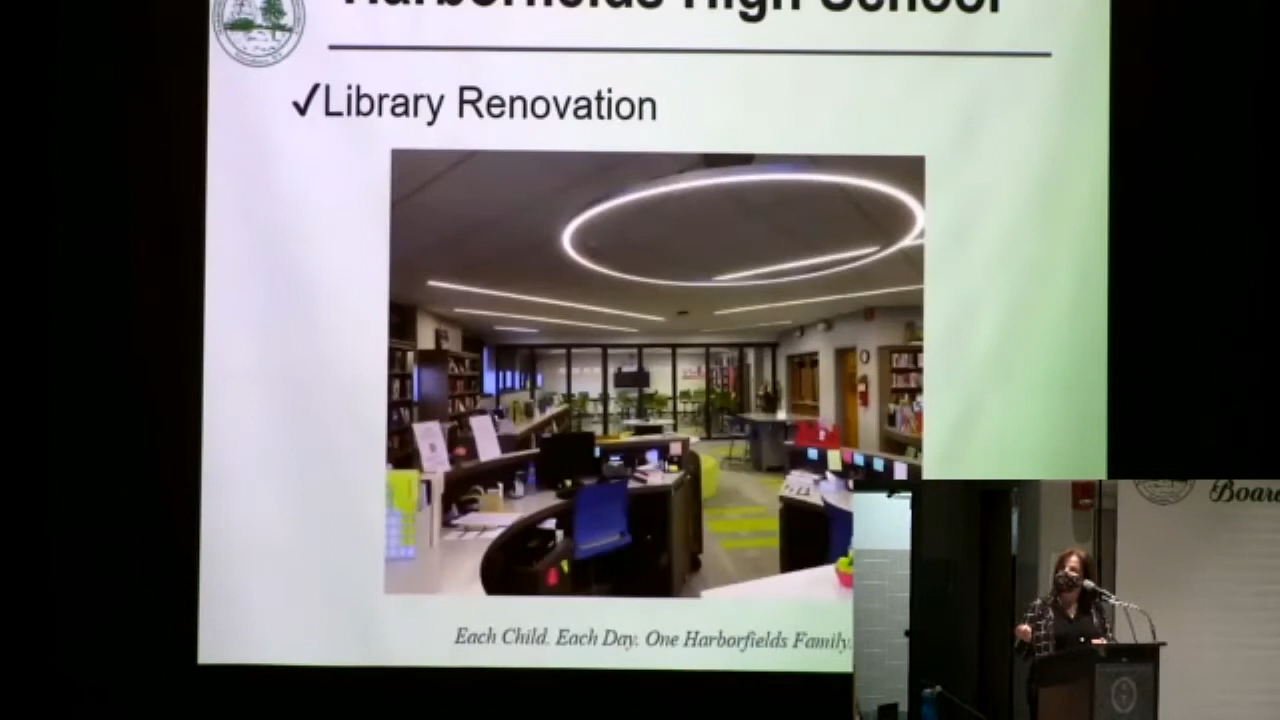 Harborfields High School
✓Library Renovation
Each Child. Each Day. One Harborfields Family.
Board